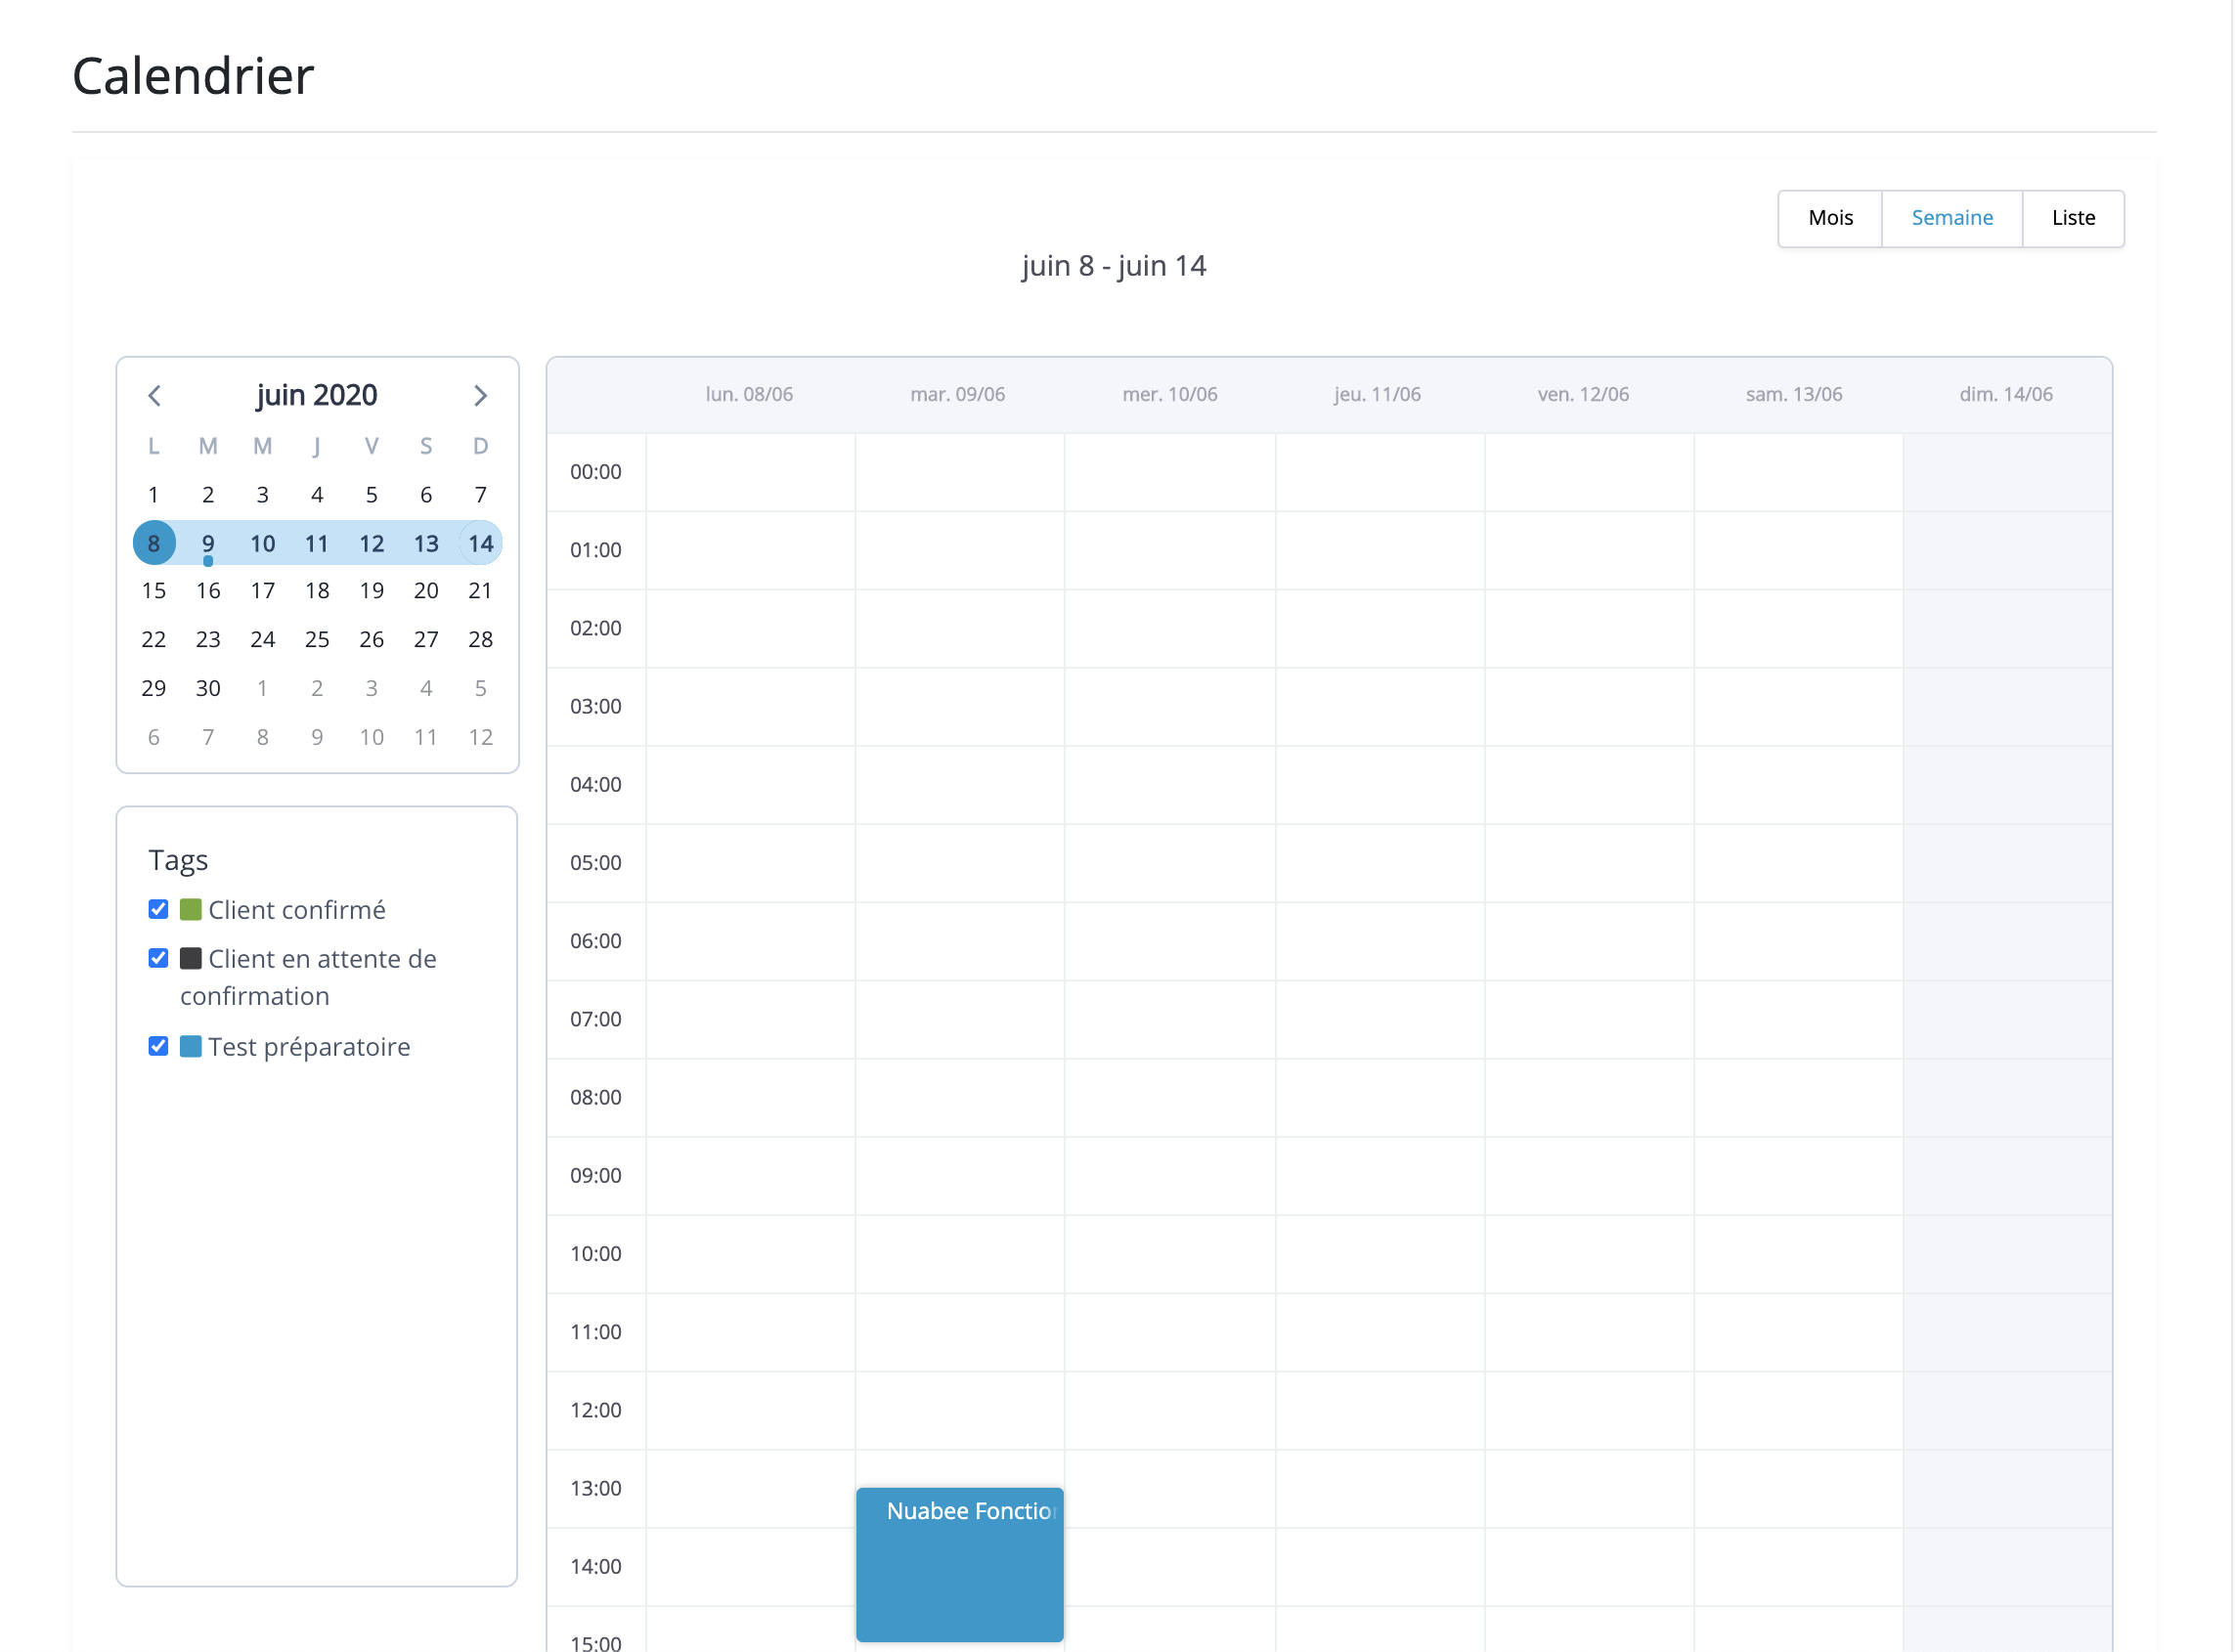 Calendrier
Mois Semaine Liste
juin 8 - juin 14
juin 2020
L M M J V S D
1 2 3 4 5 6 7
8 9 10 11 12 13 14
15 16 17 18 19 20 21
22 23 24 25 26 27 28
29 30 1 2 3 4 5
6 7 8 9 10 11 12
Tags
Client confirmé
Client en attente de
confirmation
Test préparatoire
lun. 08/06 mar. 09/06 mer. 10/06 jeu. 11/06 ven. 12/06 sam. 13/06 dim. 14/06
00:00
01:00
02:00
03:00
04:00
05:00
06:00
07:00
08:00
09:00
10:00
11:00
12:00
13:00
Nuabee Fonction
14:00
15:00